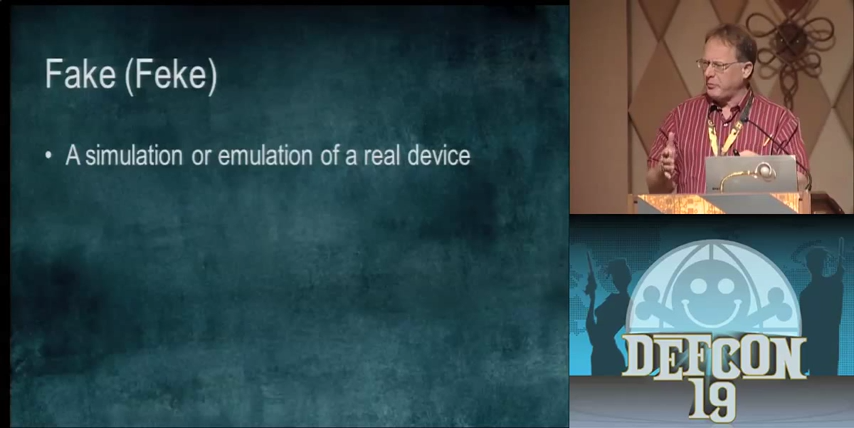 Fake (Feke)
• A simulation or emulation of a real device
DEFCON
19